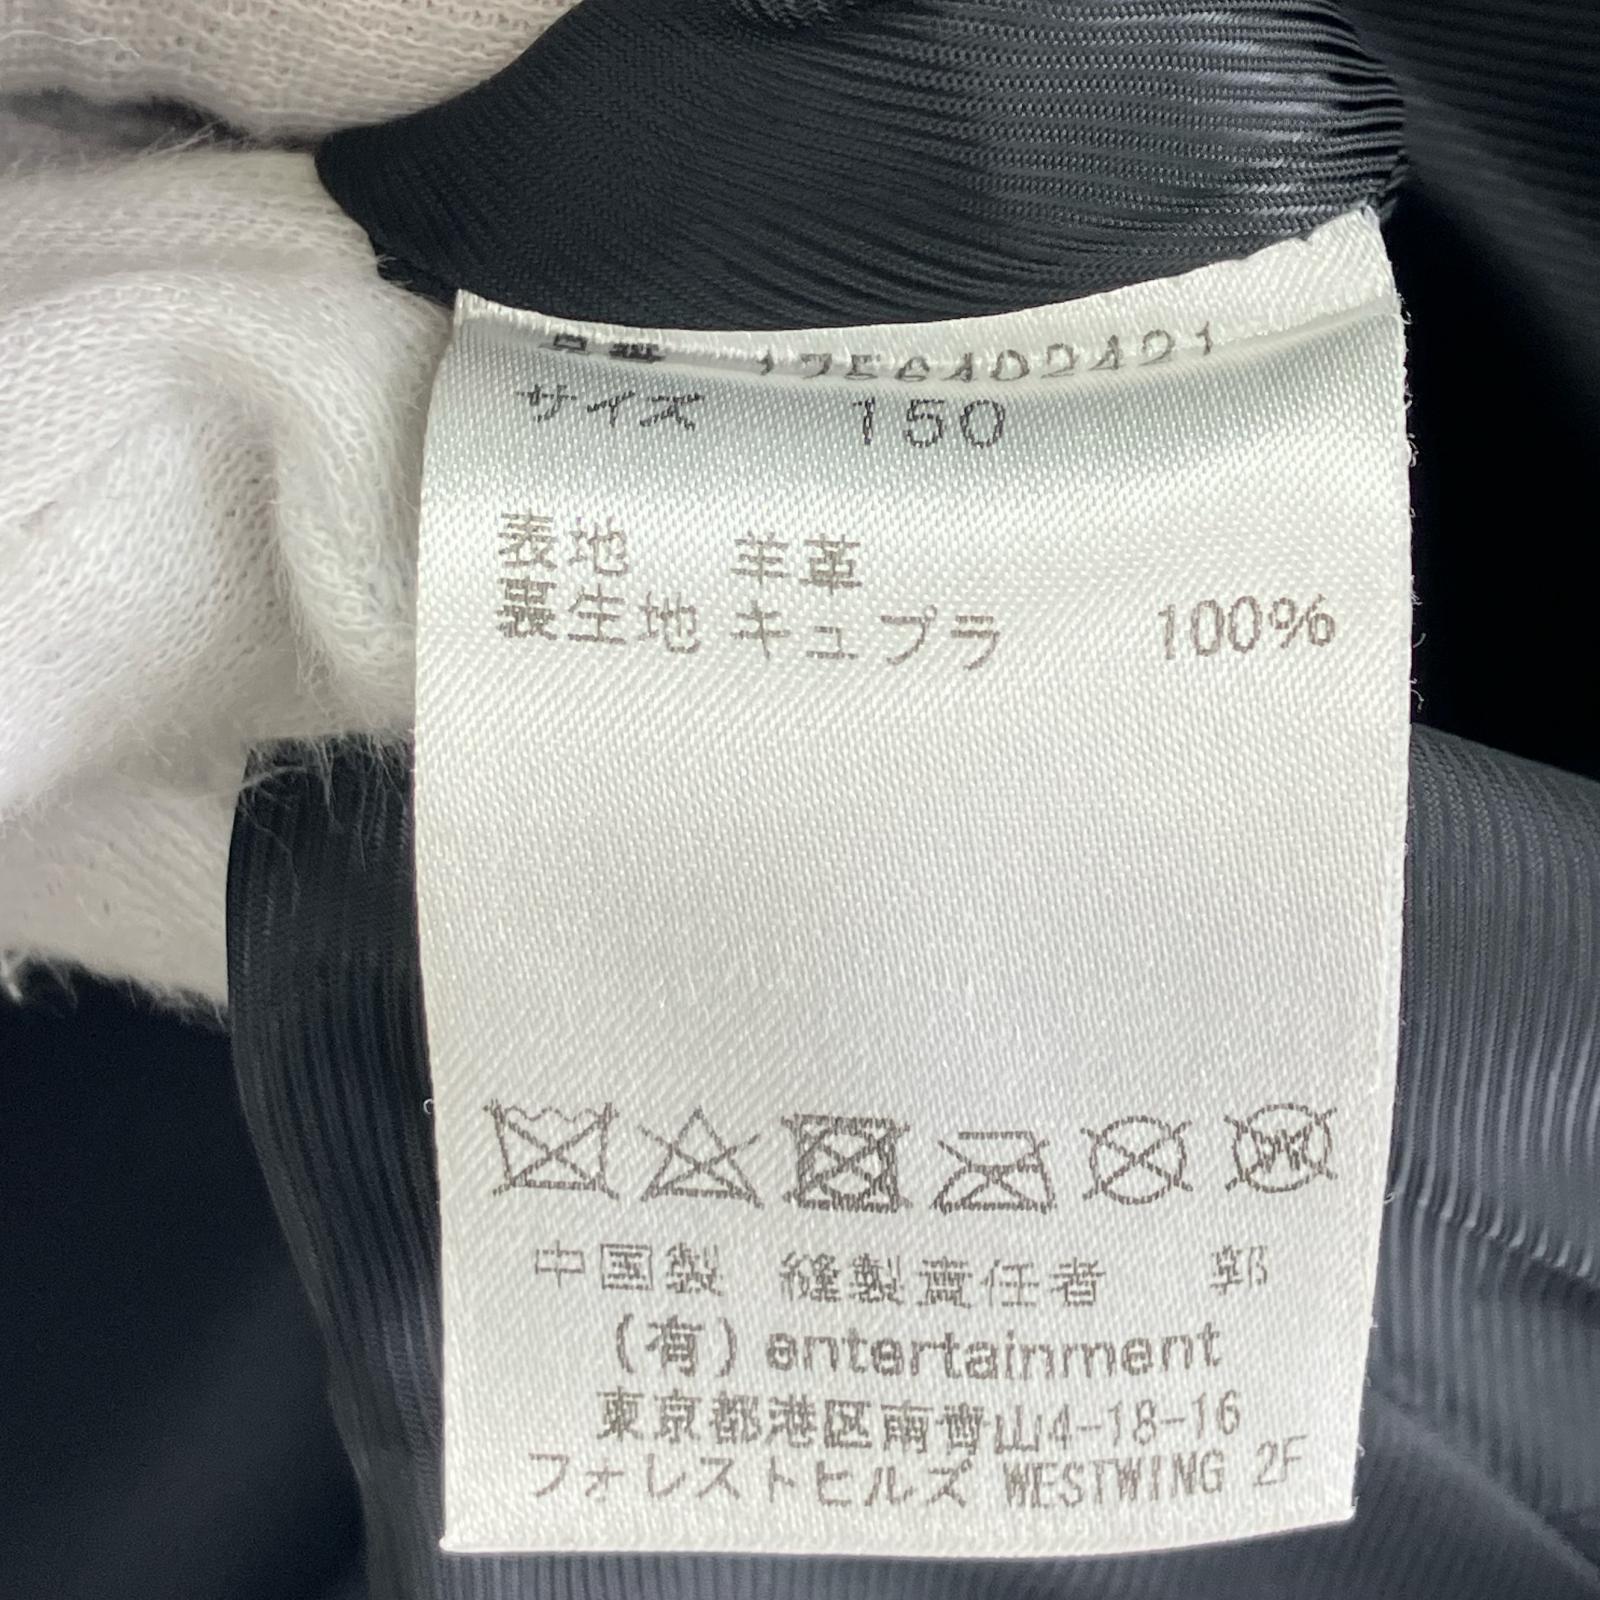 サイズ 150
表地 羊革
裏生地 キュプラ 100%
中国製 縫製責任者 郭
(有) entertainment
東京都港区南青山4-18-16
フォレストヒルズ WESTWING 2F